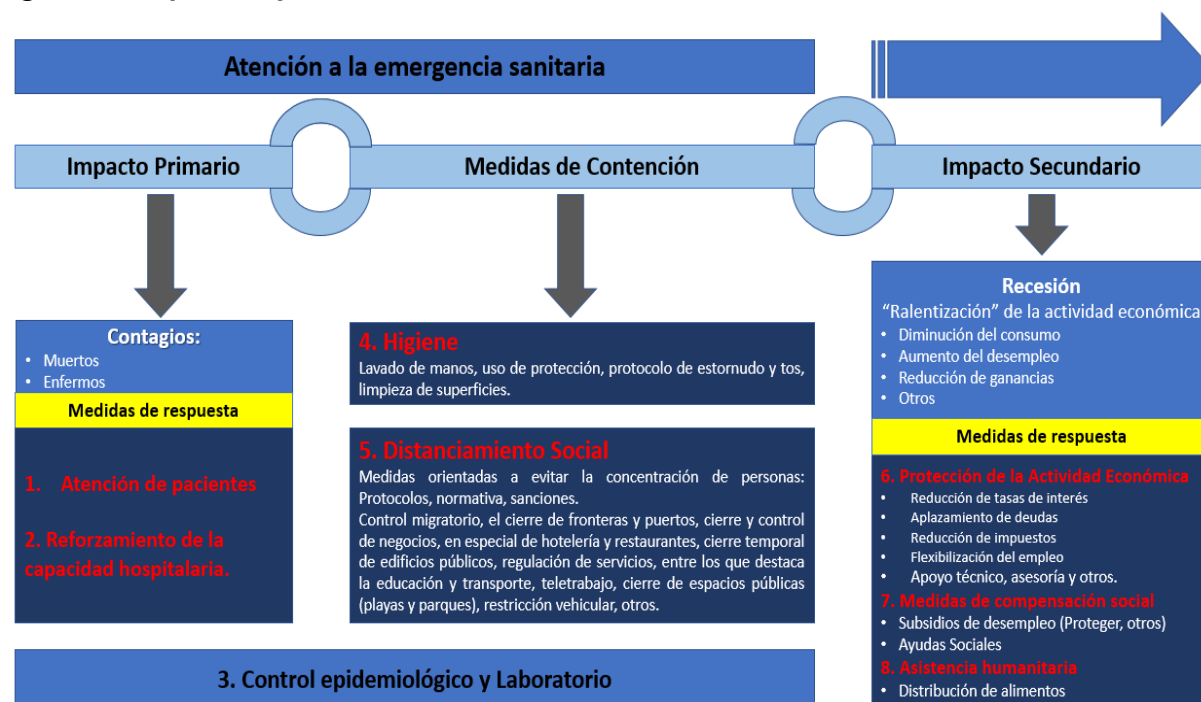 Atención a la emergencia sanitaria
Impacto Primario
Medidas de Contención
Impacto Secundario
Contagios:
• Muertos
• Enfermos
Medidas de respuesta
1. Atención de pacientes
2. Reforzamiento de la
capacidad hospitalaria.
4. Higiene
Lavado de manos, uso de protección, protocolo de estornudo y tos,
limpieza de superficies.
5. Distanciamiento Social
Medidas orientadas a evitar la concentración de personas:
Protocolos, normativa, sanciones.
Control migratorio, el cierre de fronteras y puertos, cierre y control
de negocios, en especial de hotelería y restaurantes, cierre temporal
de edificios públicos, regulación de servicios, entre los que destaca
la educación y transporte, teletrabajo, cierre de espacios públicas
(playas y parques), restricción vehicular, otros.
3. Control epidemiológico y Laboratorio
Recesión
“Ralentización” de la actividad económica
• Diminución del consumo
• Aumento del desempleo
• Reducción de ganancias
• Otros
Medidas de respuesta
6. Protección de la Actividad Económica
• Reducción de tasas de interés
• Aplazamiento de deudas
• Reducción de impuestos
• Flexibilización del empleo
• Apoyo técnico, asesoría y otros.
7. Medidas de compensación social
• Subsidios de desempleo (Proteger, otros)
• Ayudas Sociales
8. Asistencia humanitaria
• Distribución de alimentos